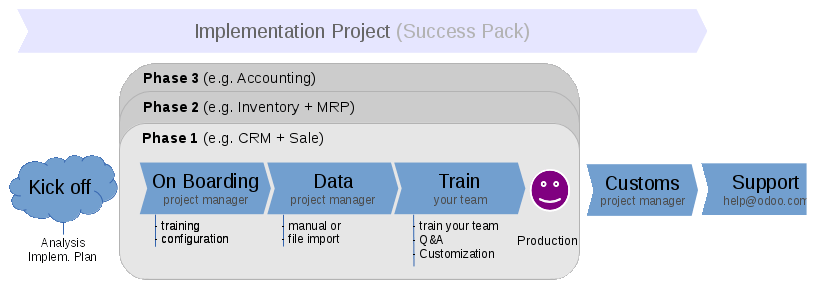 Implementation Project (Success Pack)
Phase 3 (e.g. Accounting)
Phase 2 (e.g. Inventory + MRP)
Phase 1 (e.g. CRM + Sale)
Kick off
Analysis
Implem. Plan
On Boarding
project manager
- training
- configuration
Data
project manager
- manual or
- file import
Train
your team
- train your team
- Q&A
- Customization
Production
Customs
project manager
Support
help@odoo.com